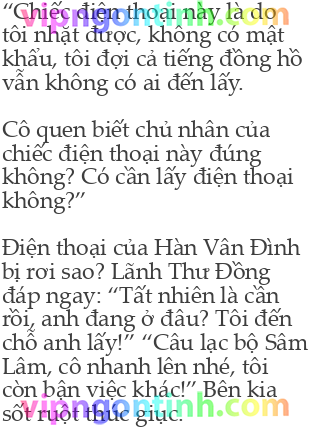 “Chiếc điện thoại này là do
tôi nhặt được, không có mật
khẩu, tôi đợi cả tiếng đồng hồ
vẫn không có ai đến lấy.
Cô quen biết chủ nhân của
chiếc điện thoại này đúng
không? Có cần lấy điện thoại
không?”
Điện thoại của Hàn Vân Đình
bị rơi sao? Lãnh Thư Đồng
đáp ngay: “Tất nhiên là cần
rồi, anh đang ở đâu? Tôi đến
chỗ anh lấy!” “Câu lạc bộ Sâm
Lâm, cô nhanh lên nhé, tôi
còn bận việc khác!” Bên kia
sốt ruột thúc giục.
vipngontinh.com
vipngontinh.com